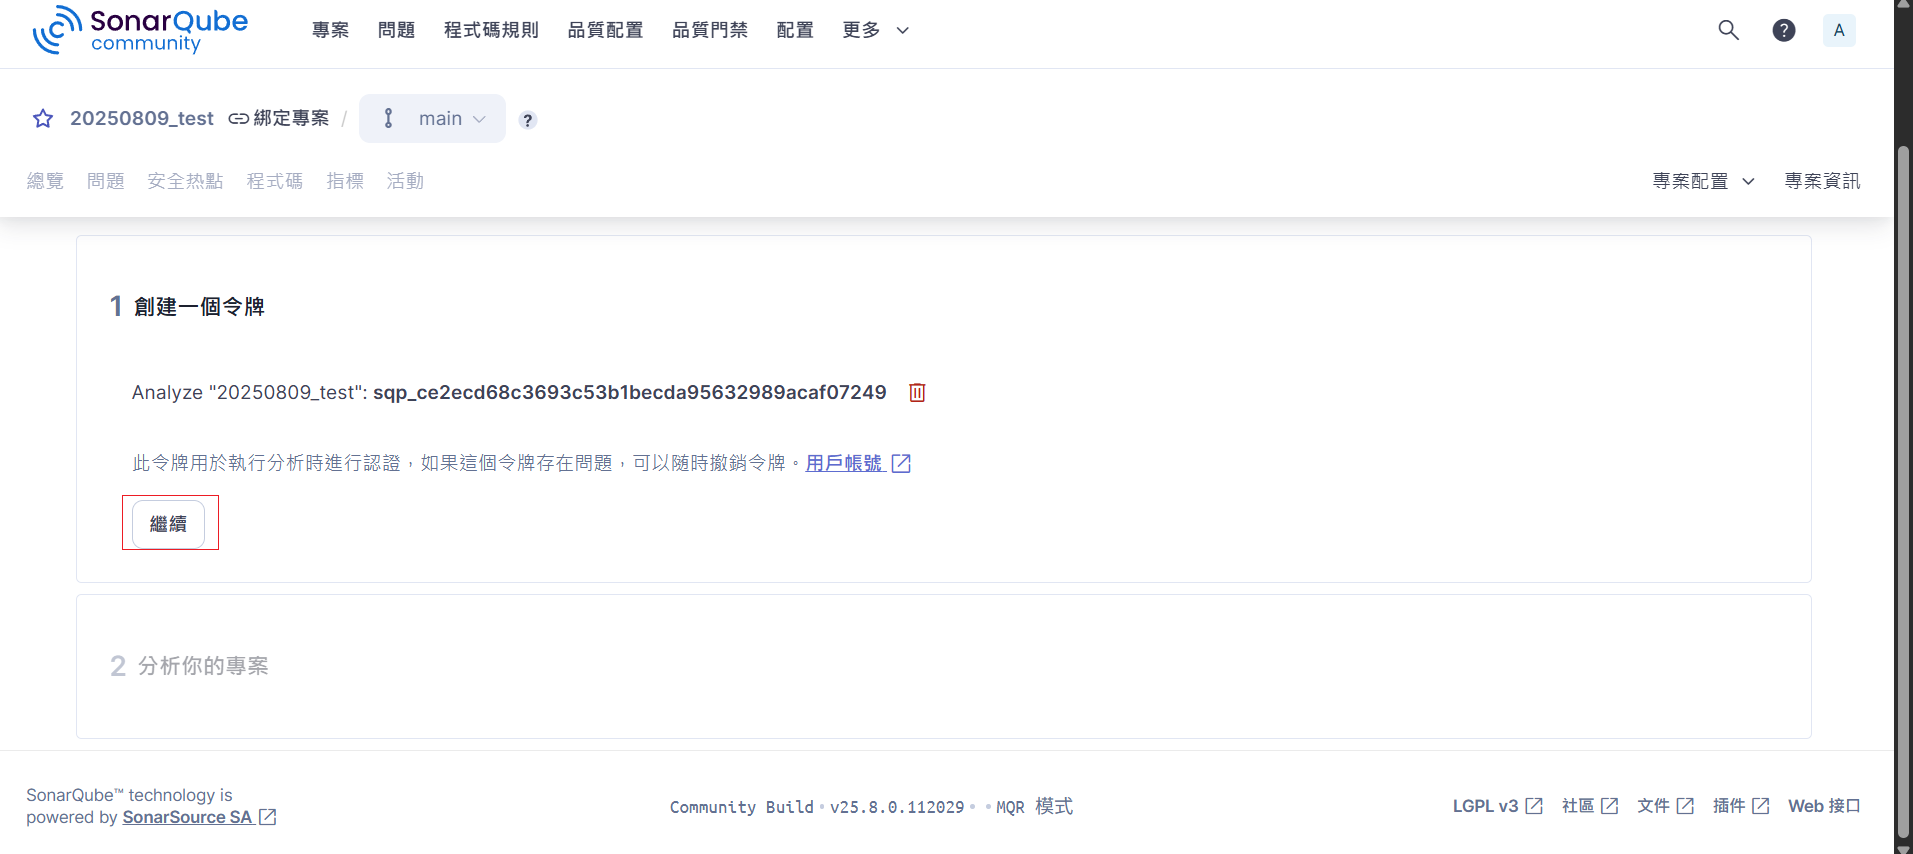 SonarQube community
專案 問題 程式碼規則 品質配置 品質門禁 配置 更多
? A
20250809_test 綁定專案 / main ?
總覽 問題 安全热點 程式碼 指標 活動 專案配置 專案資訊
1 創建一個令牌
Analyze "20250809_test": sqp_ce2ecd68c3693c53b1becda95632989acaf07249
此令牌用於執行分析時進行認證，如果這個令牌存在問題，可以隨時撤銷令牌。用戶帳號
繼續
2 分析你的專案
SonarQube™ technology is
powered by SonarSource SA
Community Build • v25.8.0.112029 • • MQR 模式
LGPL v3 社區 文件 插件 Web 接口